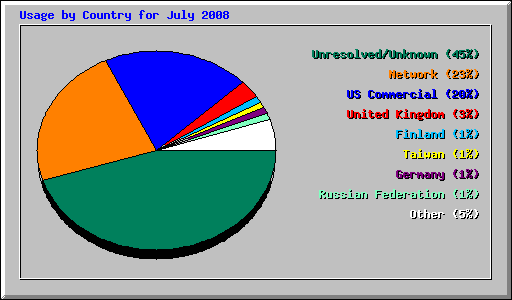 Usage by Country for July 2008
Unresolved/Unknown (45%)
Network (23%)
US Commercial (20%)
United Kingdom (3%)
Finland (1%)
Taiwan (1%)
Germany (1%)
Russian Federation (1%)
Other (5%)